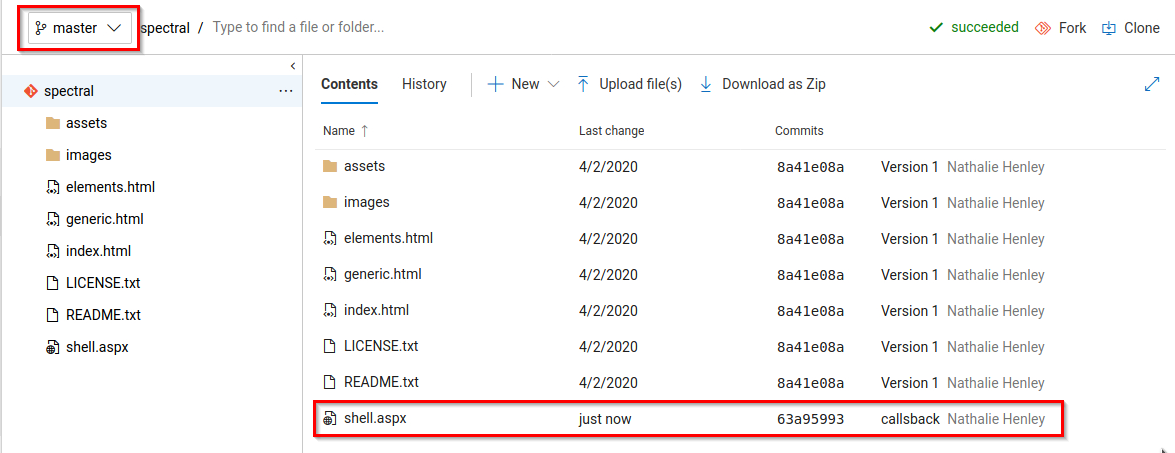 master spectral / Type to find a file or folder... succeeded Fork Clone
spectral ...
assets
images
elements.html
generic.html
index.html
LICENSE.txt
README.txt
shell.aspx
Contents History New Upload file(s) Download as Zip
Name ↑ Last change Commits
assets 4/2/2020 8a41e08a Version 1 Nathalie Henley
images 4/2/2020 8a41e08a Version 1 Nathalie Henley
elements.html 4/2/2020 8a41e08a Version 1 Nathalie Henley
generic.html 4/2/2020 8a41e08a Version 1 Nathalie Henley
index.html 4/2/2020 8a41e08a Version 1 Nathalie Henley
LICENSE.txt 4/2/2020 8a41e08a Version 1 Nathalie Henley
README.txt 4/2/2020 8a41e08a Version 1 Nathalie Henley
shell.aspx just now 63a95993 callsback Nathalie Henley